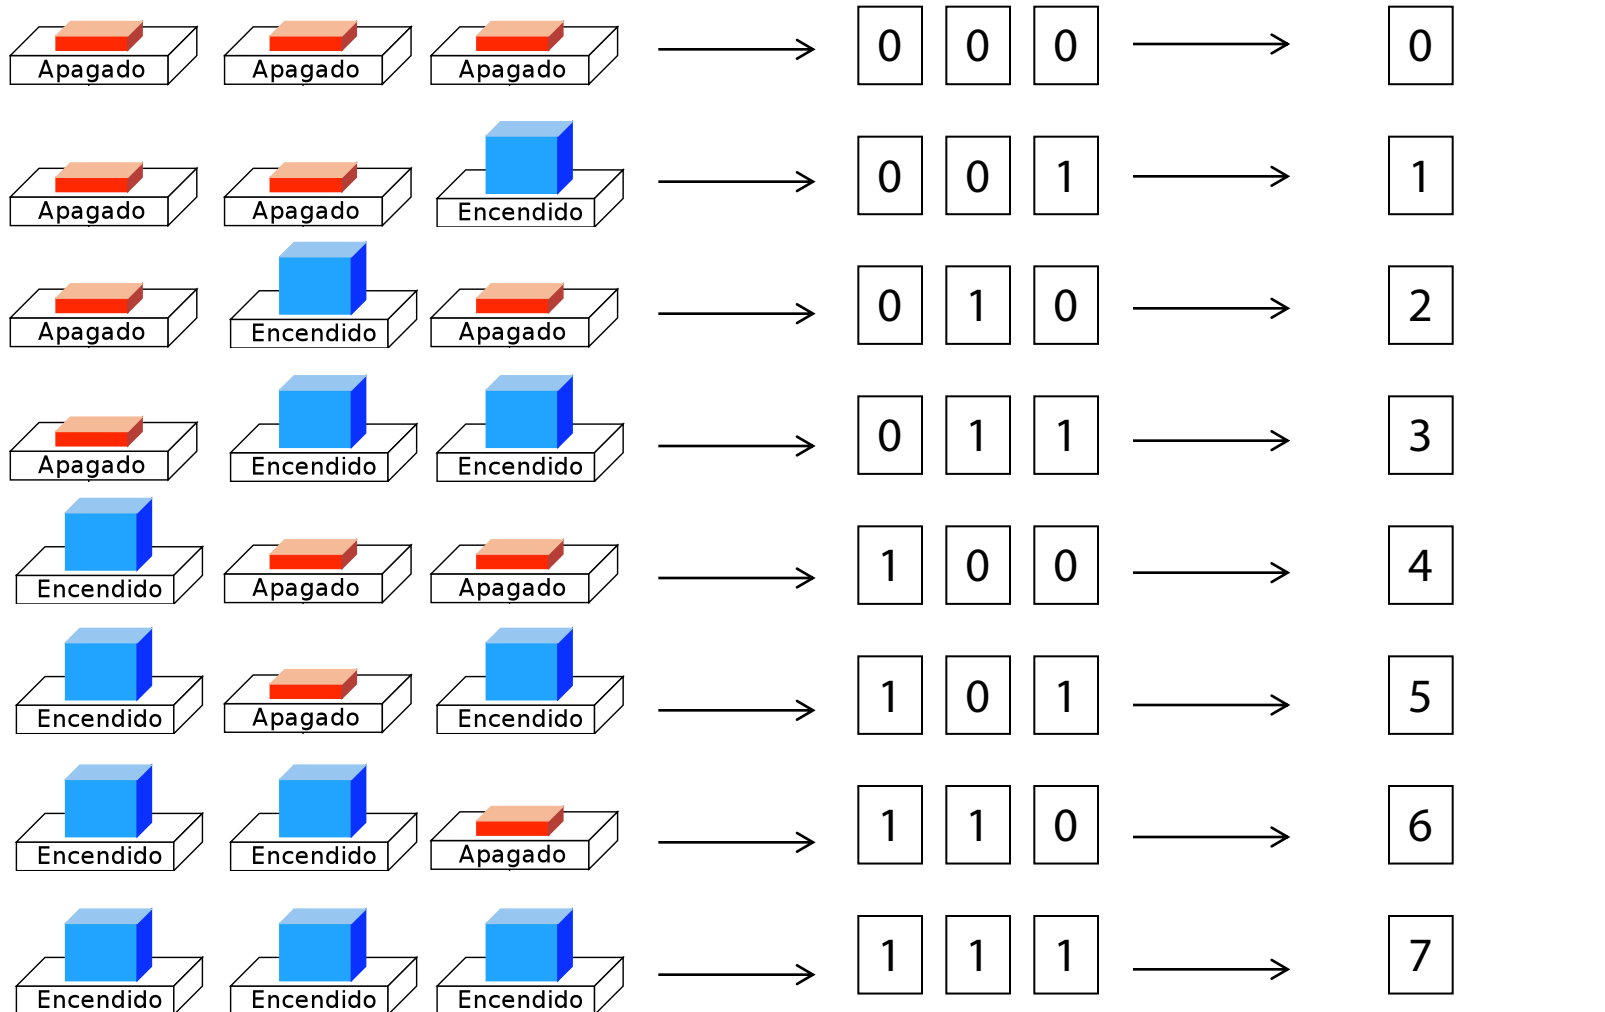 Apagado Apagado Apagado 0 0 0 0
Apagado Apagado Encendido 0 0 1 1
Apagado Encendido Apagado 0 1 0 2
Apagado Encendido Encendido 0 1 1 3
Encendido Apagado Apagado 1 0 0 4
Encendido Apagado Encendido 1 0 1 5
Encendido Encendido Apagado 1 1 0 6
Encendido Encendido Encendido 1 1 1 7